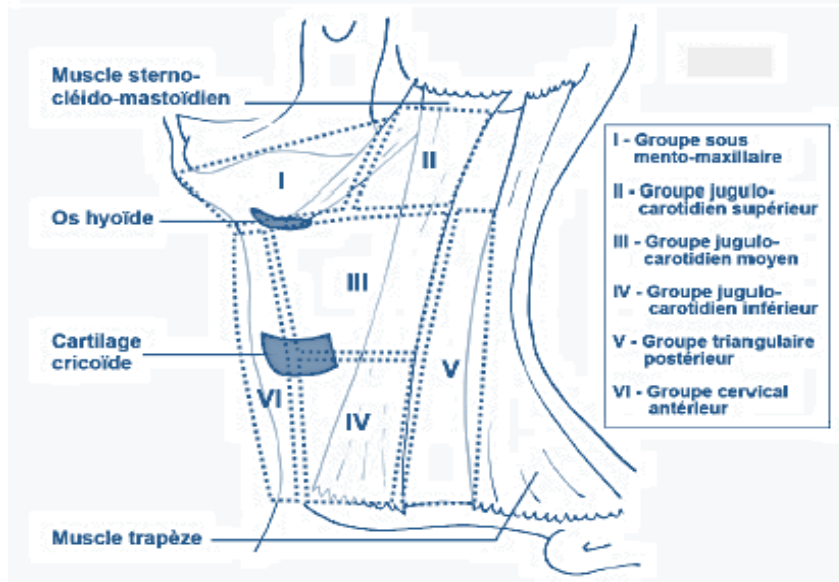 Muscle sterno-
cléido-mastoïdien
I
II
Os hyoïde
III
Cartilage
cricoïde
V
VI
IV
Muscle trapèze
I - Groupe sous
mento-maxillaire
II - Groupe jugulo-
carotidien supérieur
III - Groupe jugulo-
carotidien moyen
IV - Groupe jugulo-
carotidien inférieur
V - Groupe triangulaire
postérieur
VI - Groupe cervical
antérieur